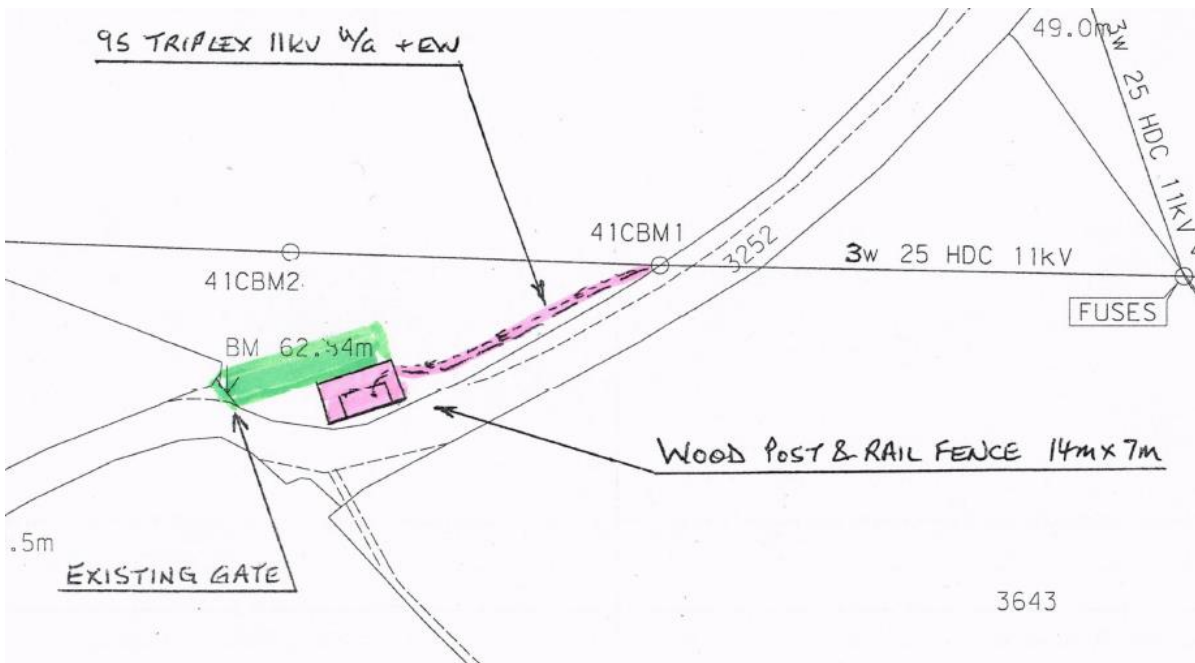 95 TRIPLEX 11KV W/G + EW
49.0m
3w 25 HDC 11kV
41CBM1
3252
3w 25 HDC 11kV
41CBM2
FUSES
BM 62.54m
WOOD POST & RAIL FENCE 14m x 7m
.5m
EXISTING GATE
3643